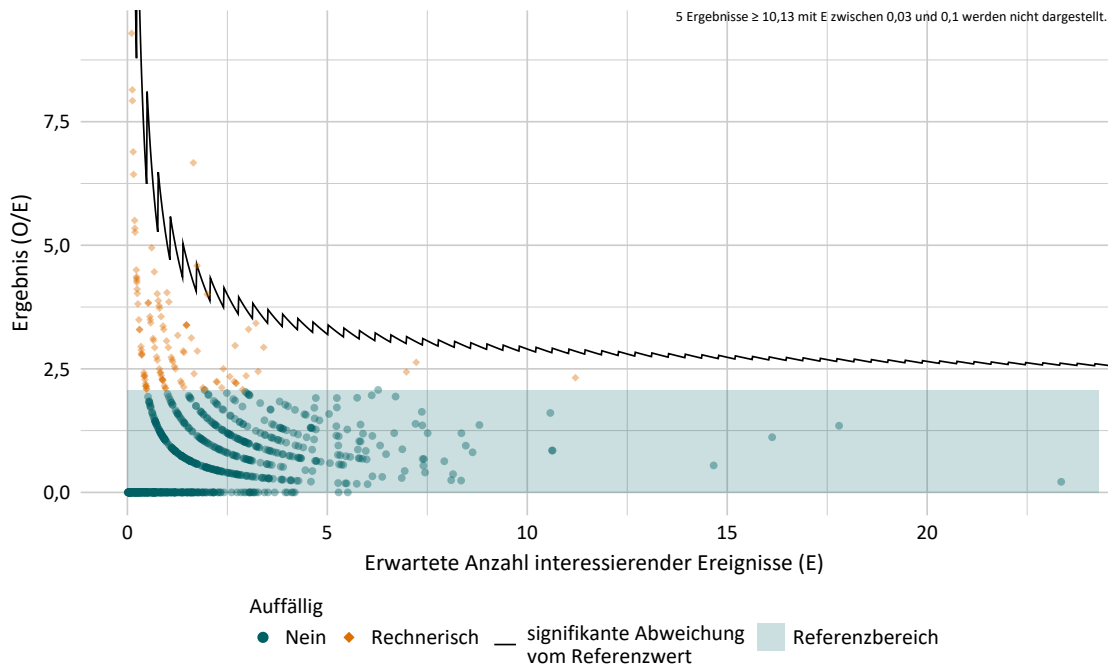 5 Ergebnisse ≥ 10,13 mit E zwischen 0,03 und 0,1 werden nicht dargestellt.
7,5
5,0
2,5
0,0
Ergebnis (O/E)
0
5
10
15
20
Erwartete Anzahl interessierender Ereignisse (E)
Auffällig
Nein
Rechnerisch
signifikante Abweichung
vom Referenzwert
Referenzbereich